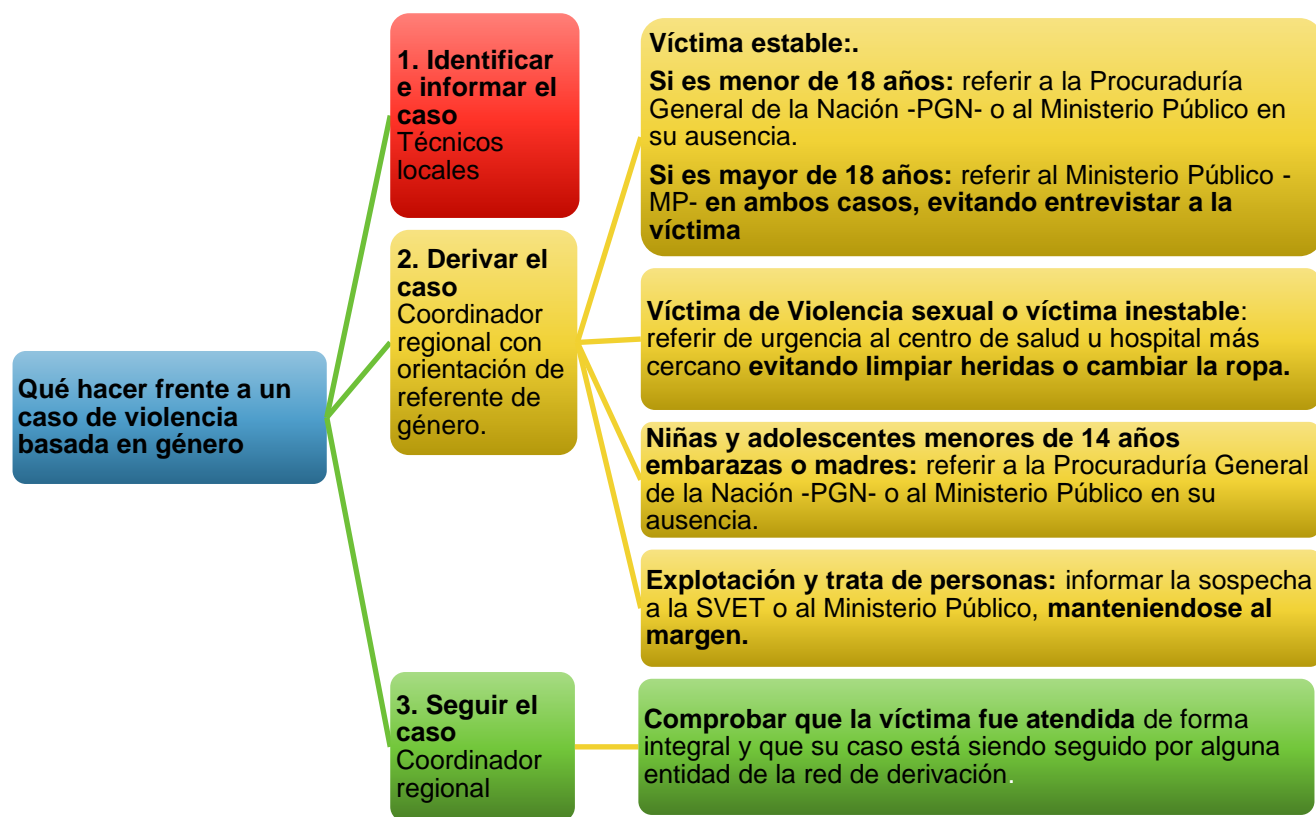 Qué hacer frente a un
caso de violencia
basada en género
1. Identificar
e informar el
caso
Técnicos
locales
2. Derivar el
caso
Coordinador
regional con
orientación de
referente de
género.
Víctima estable:.
Si es menor de 18 años: referir a la Procuraduría
General de la Nación -PGN- o al Ministerio Público en
su ausencia.
Si es mayor de 18 años: referir al Ministerio Público -
MP- en ambos casos, evitando entrevistar a la
víctima
Víctima de Violencia sexual o víctima inestable:
referir de urgencia al centro de salud u hospital más
cercano evitando limpiar heridas o cambiar la ropa.
Niñas y adolescentes menores de 14 años
embarazas o madres: referir a la Procuraduría General
de la Nación -PGN- o al Ministerio Público en su
ausencia.
Explotación y trata de personas: informar la sospecha
a la SVET o al Ministerio Público, manteniendose al
margen.
3. Seguir el
caso
Coordinador
regional
Comprobar que la víctima fue atendida de forma
integral y que su caso está siendo seguido por alguna
entidad de la red de derivación.